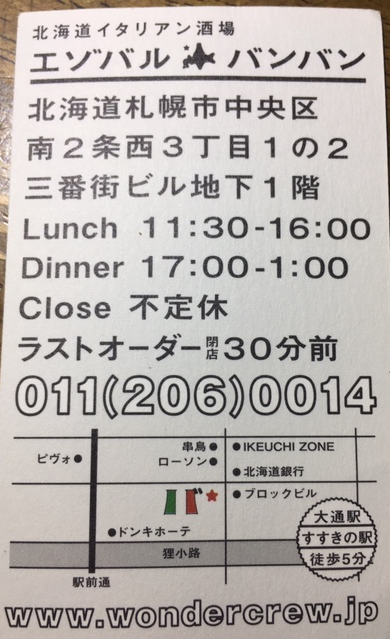 北海道イタリアン酒場
エゾバル バンバン
北海道札幌市中央区
南2条西3丁目1の2
三番街ビル地下1階
Lunch 11:30-16:00
Dinner 17:00-1:00
Close 不定休
ラストオーダー閉店30分前
011(206)0014
串鳥
IKEUCHI ZONE
ピヴォ
ローソン
北海道銀行
ブロックビル
大通駅
すすきの駅
徒歩5分
ドンキホーテ
狸小路
駅前通
www.wondercrew.jp